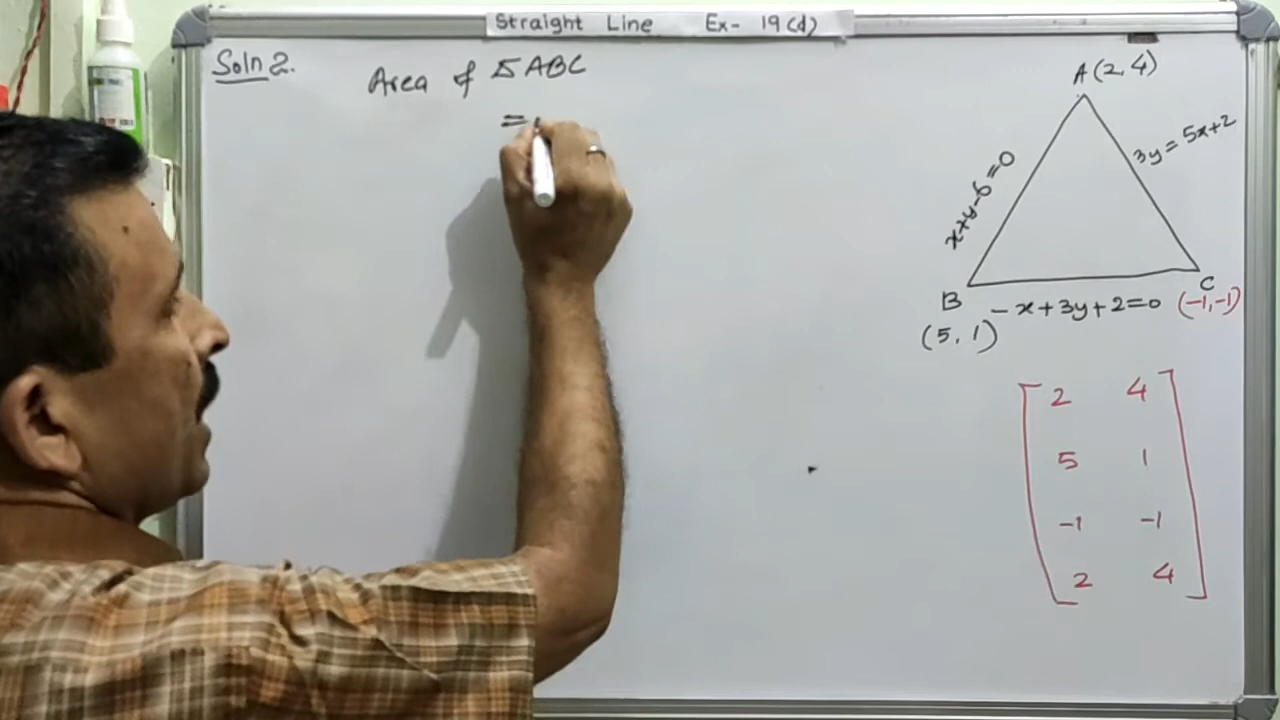 Straight Line Ex- 19(d)
Soln 2.
Area of Δ ABC
=
A (2, 4)
x+y-6=0
3y = 5x+2
B
C
(5, 1)
-x+3y+2=0
(-1,-1)
2 4
5 1
-1 -1
2 4